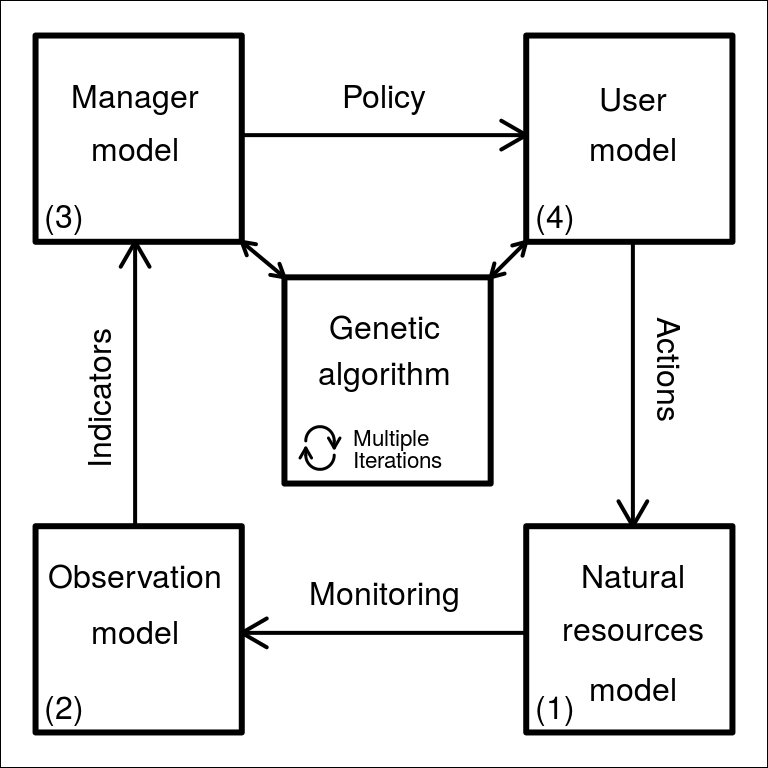 Manager
model
(3)
Policy
User
model
(4)
Genetic
algorithm
Multiple
Iterations
Indicators
Actions
Observation
model
(2)
Monitoring
Natural
resources
model
(1)